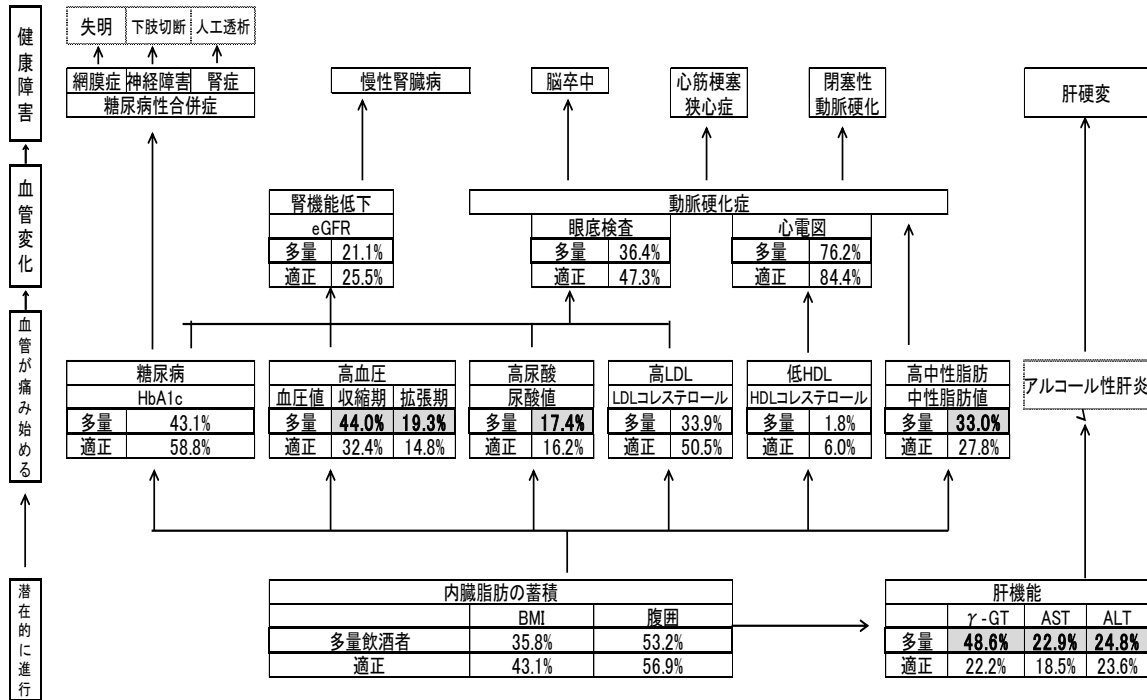 健康障害
血管変化
血管が痛み始める
潜在的に進行
失明 下肢切断 人工透析
網膜症 神経障害 腎症
糖尿病性合併症
慢性腎臓病
脳卒中
心筋梗塞
狭心症
閉塞性
動脈硬化
肝硬変
腎機能低下
eGFR
多量 21.1%
適正 25.5%
動脈硬化症
眼底検査
多量 36.4%
適正 47.3%
心電図
多量 76.2%
適正 84.4%
糖尿病
HbA1c
多量 43.1%
適正 58.8%
高血圧
血圧値 収縮期 拡張期
多量 44.0% 19.3%
適正 32.4% 14.8%
高尿酸
尿酸値
多量 17.4%
適正 16.2%
高LDL
LDLコレステロール
多量 33.9%
適正 50.5%
低HDL
HDLコレステロール
多量 1.8%
適正 6.0%
高中性脂肪
中性脂肪値
多量 33.0%
適正 27.8%
アルコール性肝炎
内臓脂肪の蓄積
BMI 腹囲
多量飲酒者 35.8% 53.2%
適正 43.1% 56.9%
肝機能
γ-GT AST ALT
多量 48.6% 22.9% 24.8%
適正 22.2% 18.5% 23.6%